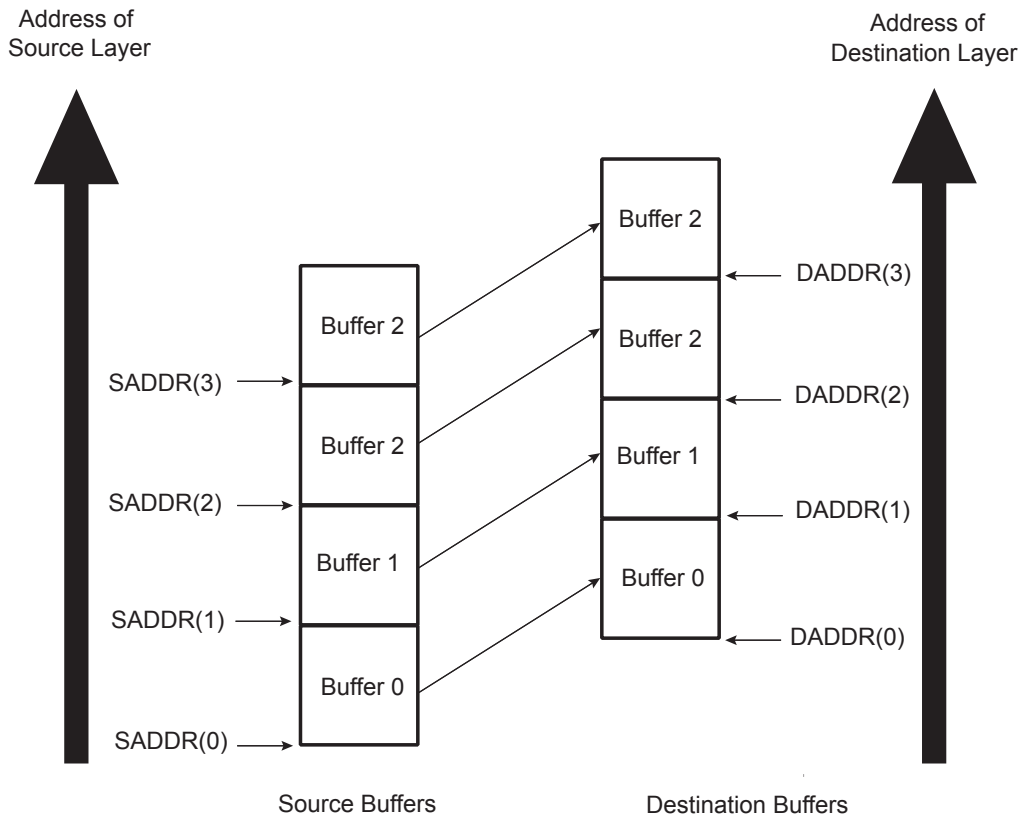 Address of
Source Layer
Address of
Destination Layer
Buffer 2
DADDR(3)
Buffer 2
Buffer 2
SADDR(3)
DADDR(2)
Buffer 2
Buffer 1
SADDR(2)
DADDR(1)
Buffer 1
Buffer 0
SADDR(1)
DADDR(0)
Buffer 0
SADDR(0)
Source Buffers
Destination Buffers